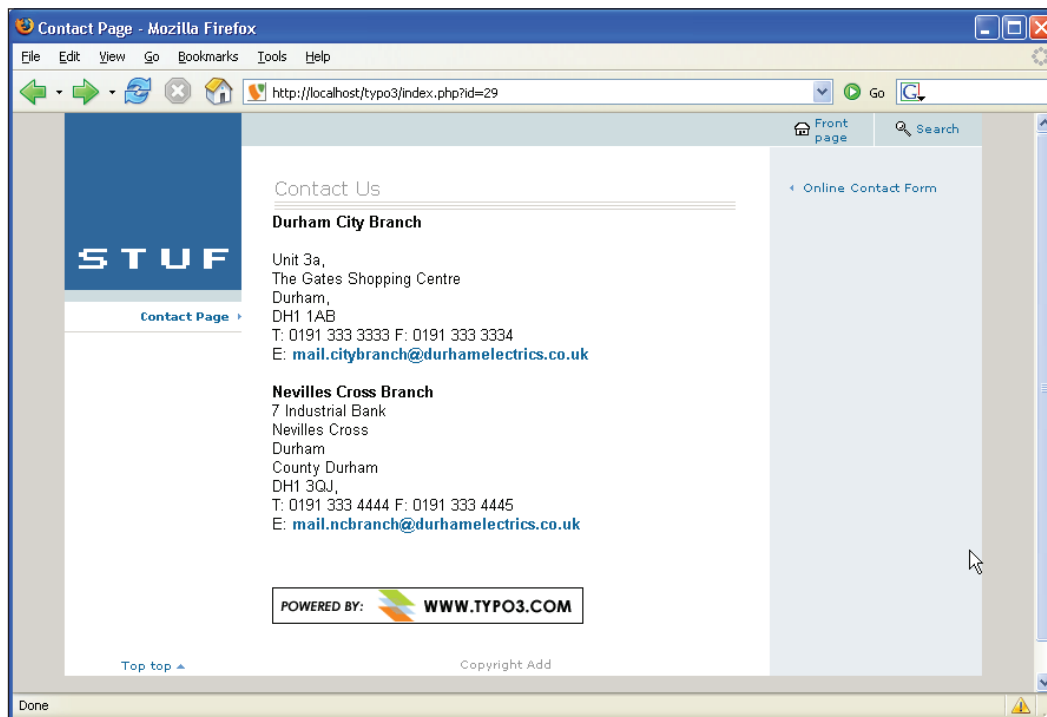 Contact Page - Mozilla Firefox
File Edit View Go Bookmarks Tools Help
http://localhost/typo3/index.php?id=29
Go
G
Front
page
Search
STUF
Contact Page
Contact Us
Durham City Branch
Unit 3a,
The Gates Shopping Centre
Durham,
DH1 1AB
T: 0191 333 3333 F: 0191 333 3334
E: mail.citybranch@durhamelectrics.co.uk
Nevilles Cross Branch
7 Industrial Bank
Nevilles Cross
Durham
County Durham
DH1 3QJ,
T: 0191 333 4444 F: 0191 333 4445
E: mail.ncbranch@durhamelectrics.co.uk
Online Contact Form
POWERED BY: WWW.TYPO3.COM
Top top
Copyright Add
Done